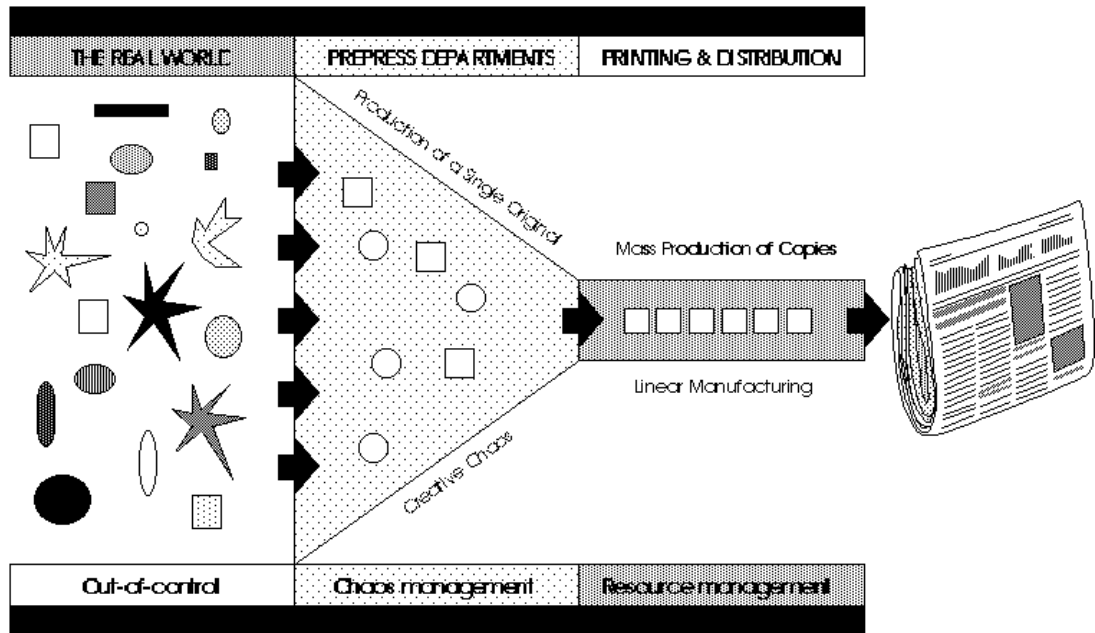 THE REAL WORLD
PREPRESS DEPARTMENTS
PRINTING & DISTRIBUTION
Production of a Single Original
Mass Production of Copies
Linear Manufacturing
Creative Chaos
Out-of-control
Chaos management
Resource management